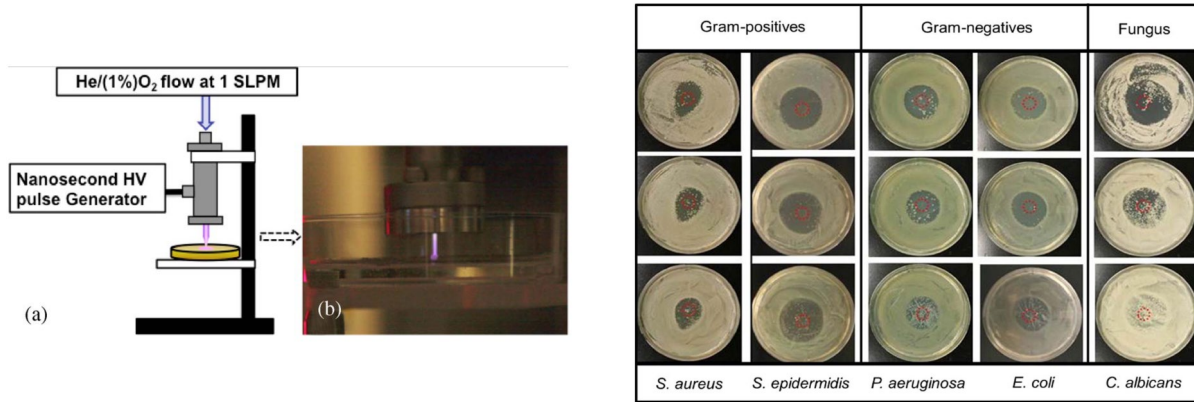 He/(1%)O₂ flow at 1 SLPM
Nanosecond HV
pulse Generator
(a)
(b)
Gram-positives
Gram-negatives
Fungus
S. aureus
S. epidermidis
P. aeruginosa
E. coli
C. albicans